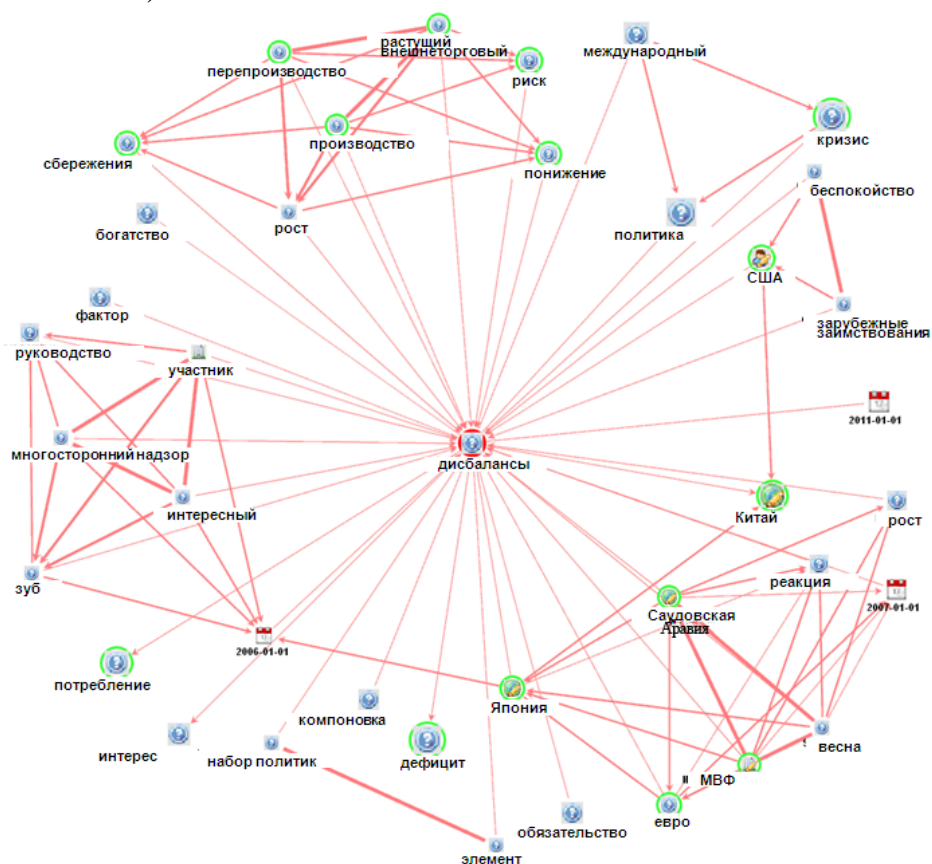 растущий
внешнеторговый
международный
перепроизводство
риск
кризис
производство
сбережения
понижение
беспокойство
рост
богатство
политика
США
фактор
зарубежные
заимствования
руководство
участник
2011-01-01
многосторонний надзор
дисбалансы
интересный
Китай
рост
зуб
реакция
Саудовская
Аравия
2007-01-01
2006-01-01
потребление
Япония
компоновка
интерес
набор политик
дефицит
весна
МВФ
евро
обязательство
элемент